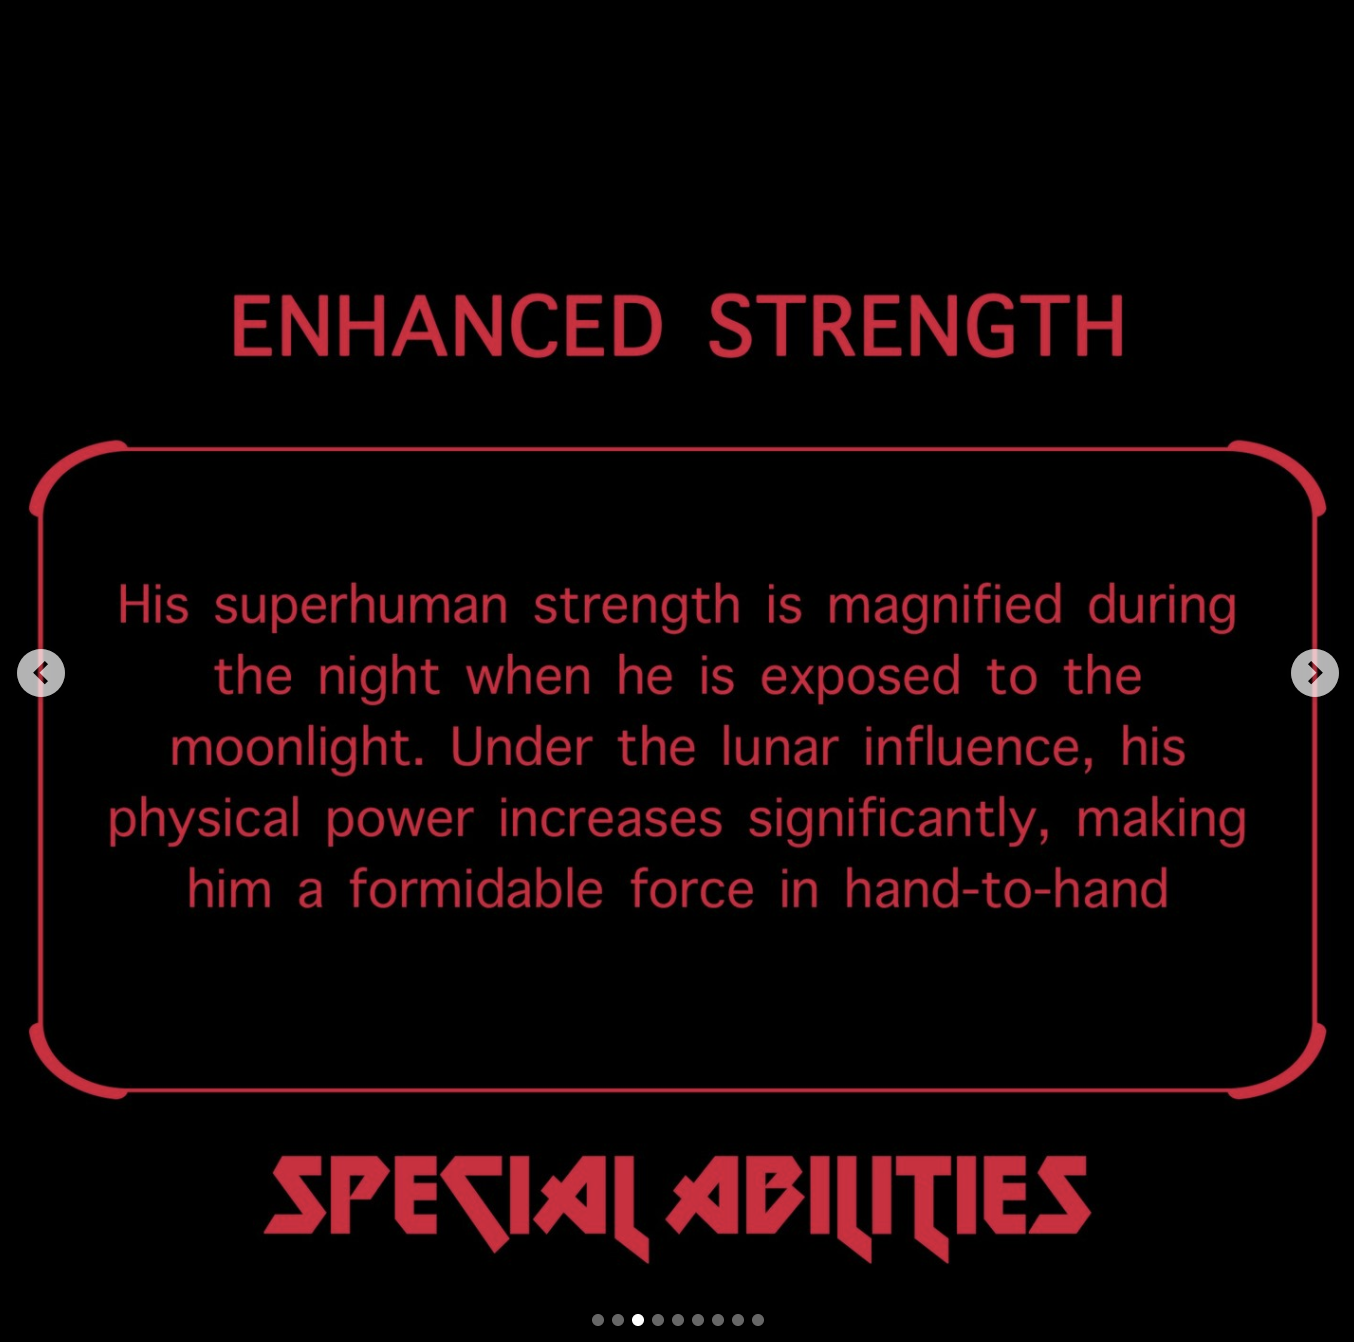 ENHANCED STRENGTH
His superhuman strength is magnified during
the night when he is exposed to the
moonlight. Under the lunar influence, his
physical power increases significantly, making
him a formidable force in hand-to-hand
SPECIAL ABILITIES